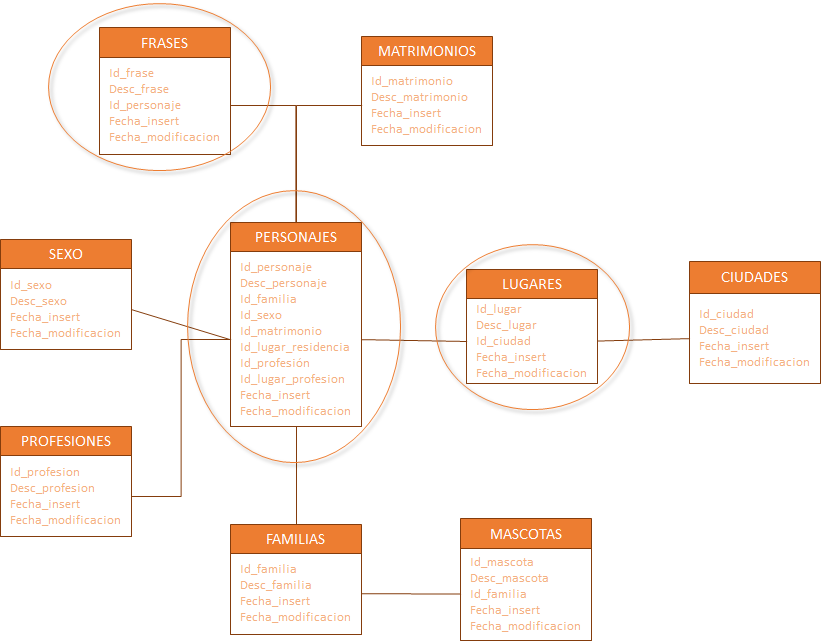 FRASES
Id_frase
Desc_frase
Id_personaje
Fecha_insert
Fecha_modificacion
MATRIMONIOS
Id_matrimonio
Desc_matrimonio
Fecha_insert
Fecha_modificacion
SEXO
Id_sexo
Desc_sexo
Fecha_insert
Fecha_modificacion
PERSONAJES
Id_personaje
Desc_personaje
Id_familia
Id_sexo
Id_matrimonio
Id_lugar_residencia
Id_profesión
Id_lugar_profesion
Fecha_insert
Fecha_modificacion
LUGARES
Id_lugar
Desc_lugar
Id_ciudad
Fecha_insert
Fecha_modificacion
CIUDADES
Id_ciudad
Desc_ciudad
Fecha_insert
Fecha_modificacion
PROFESIONES
Id_profesion
Desc_profesion
Fecha_insert
Fecha_modificacion
FAMILIAS
Id_familia
Desc_familia
Fecha_insert
Fecha_modificacion
MASCOTAS
Id_mascota
Desc_mascota
Id_familia
Fecha_insert
Fecha_modificacion